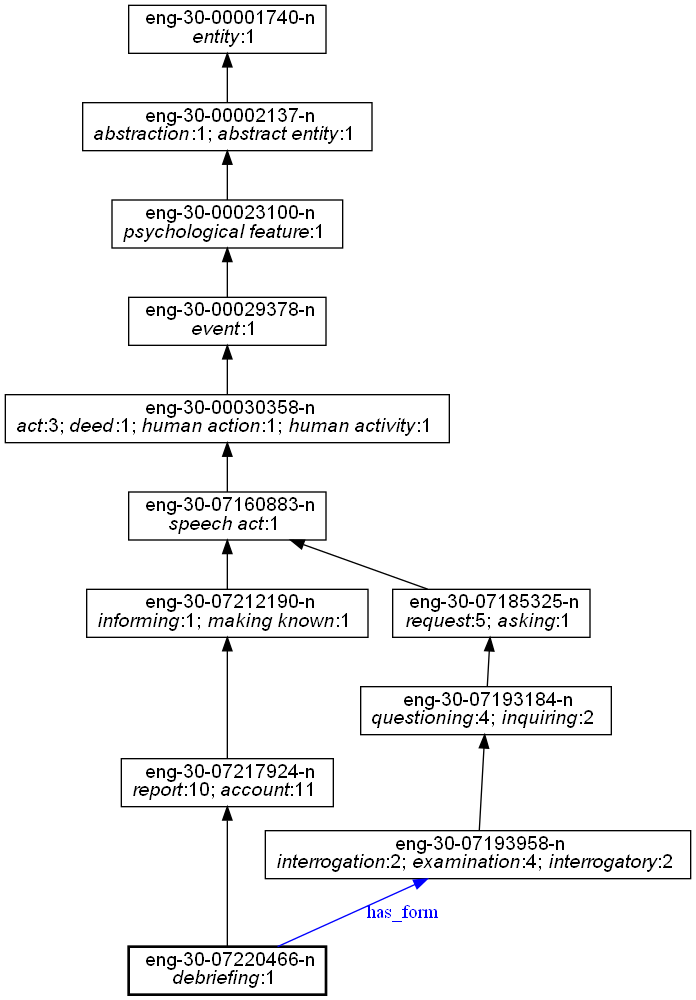 eng-30-00001740-n
entity:1
eng-30-00002137-n
abstraction:1; abstract entity:1
eng-30-00023100-n
psychological feature:1
eng-30-00029378-n
event:1
eng-30-00030358-n
act:3; deed:1; human action:1; human activity:1
eng-30-07160883-n
speech act:1
eng-30-07212190-n
informing:1; making known:1
eng-30-07185325-n
request:5; asking:1
eng-30-07193184-n
questioning:4; inquiring:2
eng-30-07217924-n
report:10; account:11
eng-30-07193958-n
interrogation:2; examination:4; interrogatory:2
has_form
eng-30-07220466-n
debriefing:1